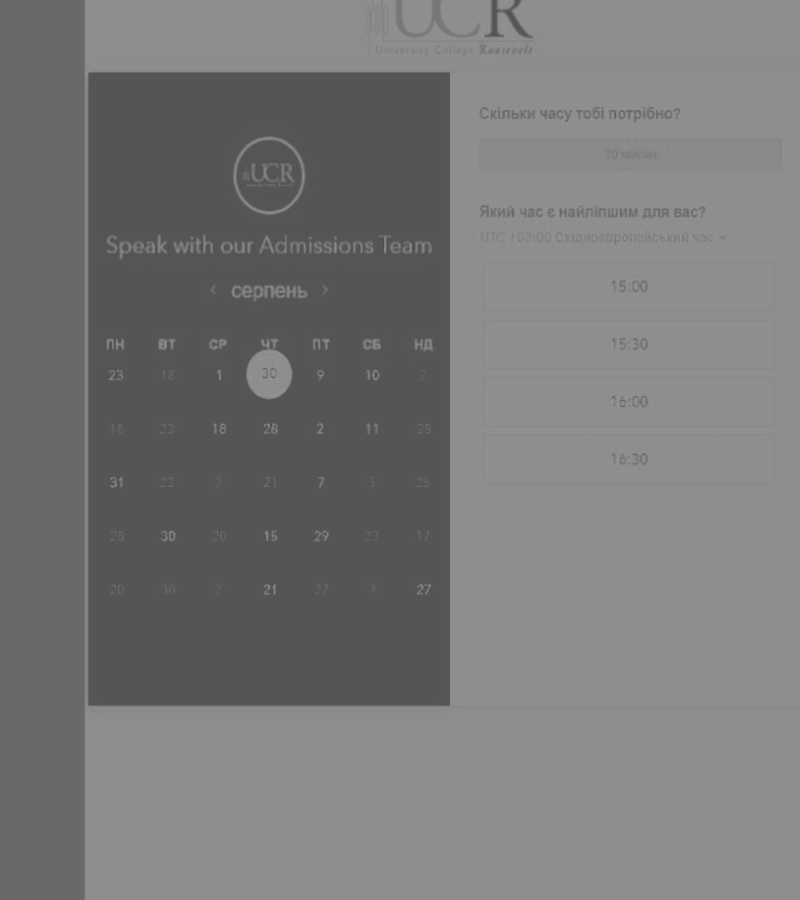 UCR
University College Roosevelt
UCR
Speak with our Admissions Team
серпень
ПН ВТ СР ЧТ ПТ СБ НД
23 18 1 30 9 10 2
18 23 18 28 2 11 28
31 23 2 21 7 3 25
28 30 20 15 29 23 17
20 30 7 21 27 7 27
Скільки часу тобі потрібно?
30 хвилин
Який час є найліпшим для вас?
UTC +03:00 Східноєвропейський час
15:00
15:30
16:00
16:30